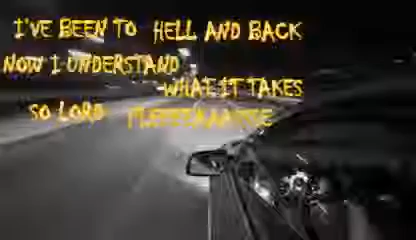 I'VE BEEN TO HELL AND BACK
NOW I UNDERSTAND
WHAT IT TAKES
SO LORD